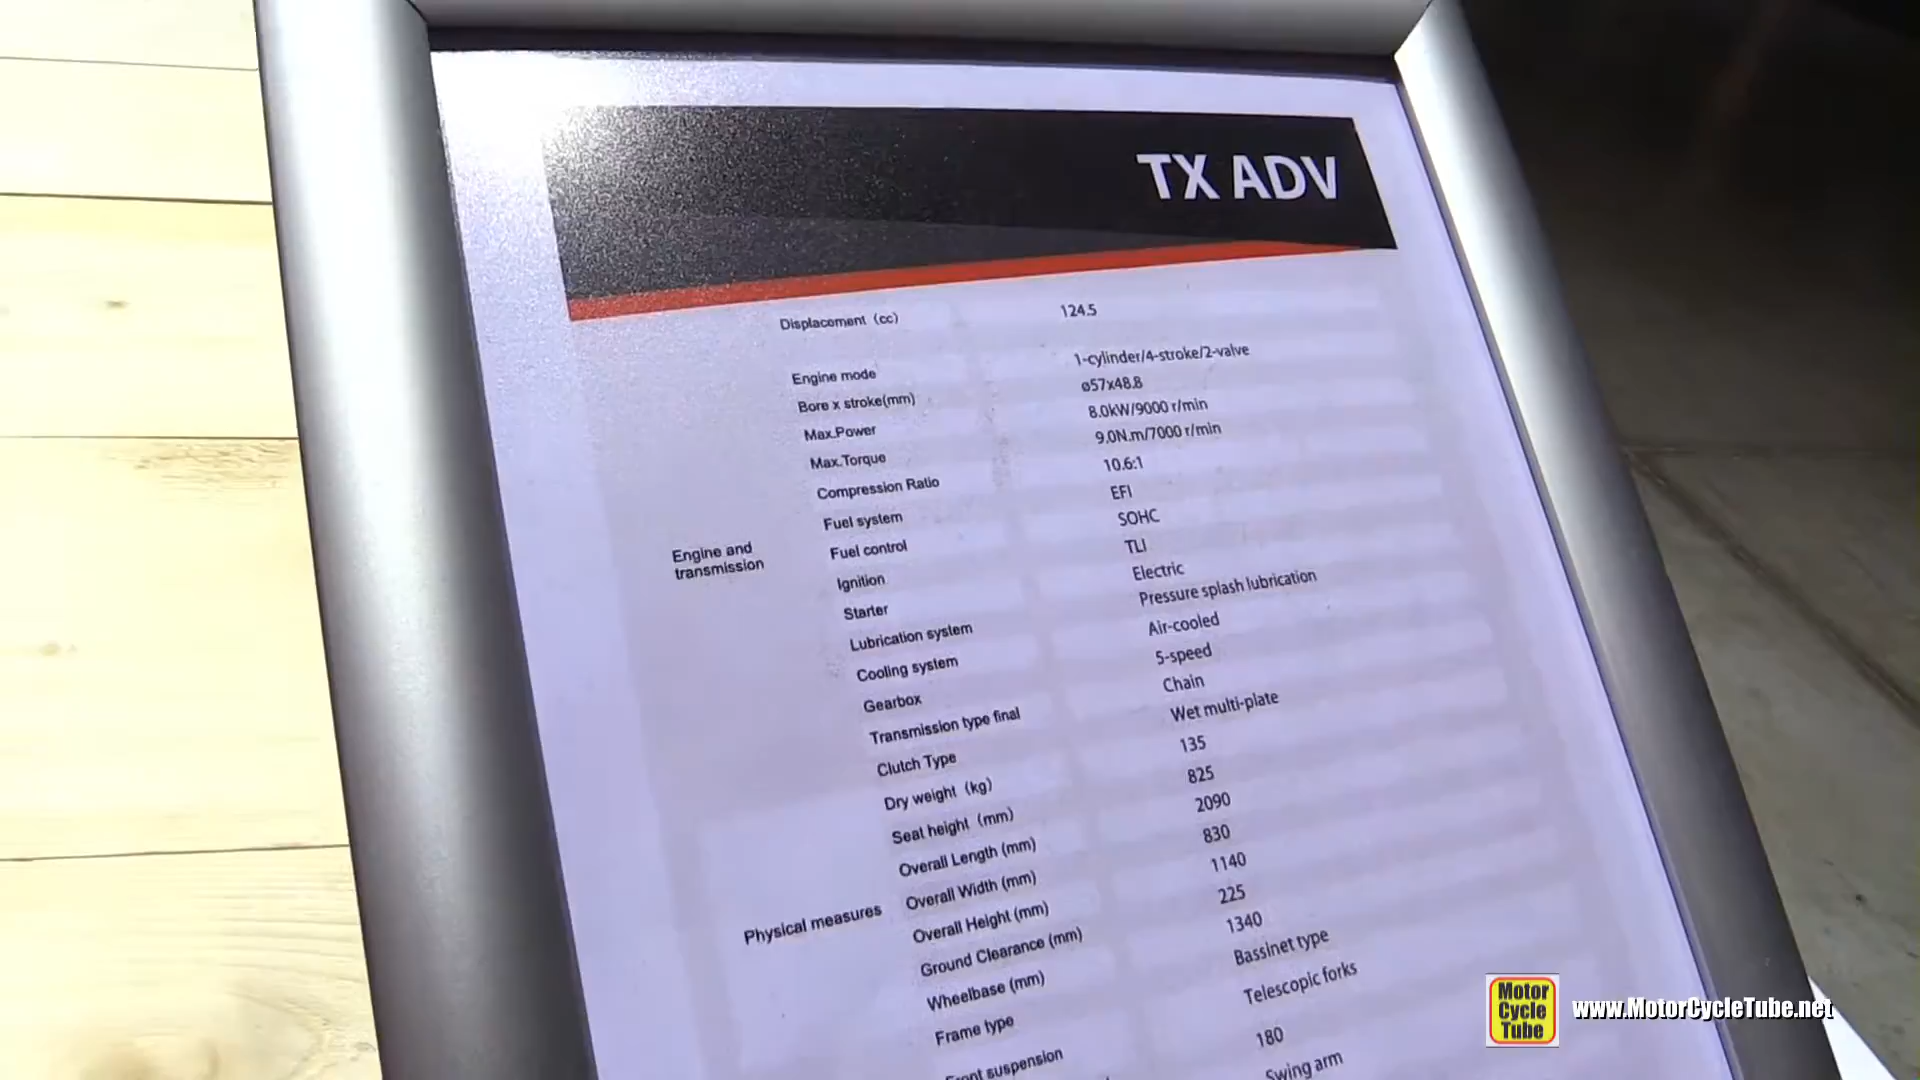 TX ADV
Displacement (cc) 124.5
Engine mode 1-cylinder/4-stroke/2-valve
Bore x stroke(mm) ø57x48.8
Max.Power 8.0kW/9000 r/min
Max.Torque 9.0N.m/7000 r/min
Compression Ratio 10.6:1
Fuel system EFI
Fuel control SOHC
Engine and
transmission
Ignition TLI
Starter Electric
Lubrication system Pressure splash lubrication
Cooling system Air-cooled
Gearbox 5-speed
Transmission type final Chain
Clutch Type Wet multi-plate
Dry weight (kg) 135
Seat height (mm) 825
Overall Length (mm) 2090
Overall Width (mm) 830
Physical measures
Overall Height (mm) 1140
Ground Clearance (mm) 225
Wheelbase (mm) 1340
Frame type Bassinet type
Front suspension Telescopic forks
180
Swing arm
Motor
Cycle
Tube
www.MotorCycleTube.net